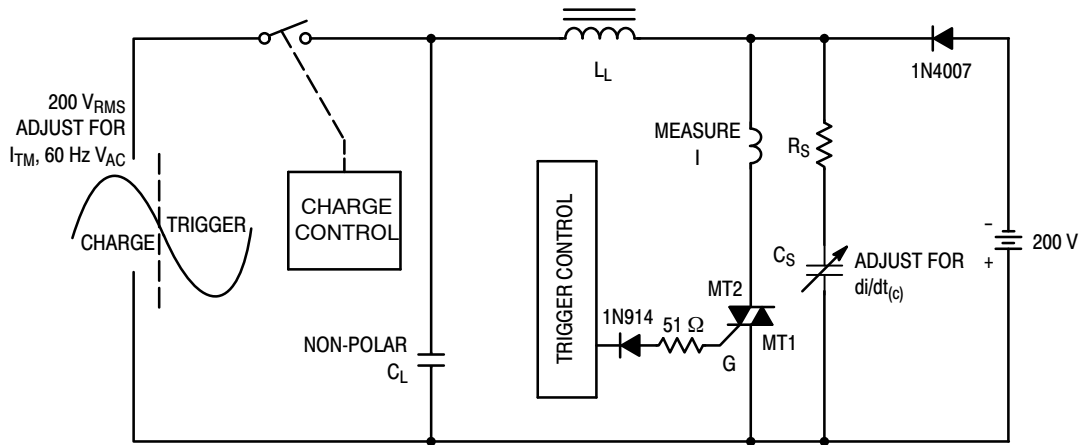 200 VRMS
ADJUST FOR
ITM, 60 Hz VAC
CHARGE
TRIGGER
CHARGE
CONTROL
NON-POLAR
CL
LL
TRIGGER CONTROL
MEASURE
I
RS
1N4007
1N914
51 Ω
MT2
MT1
G
CS
ADJUST FOR
di/dt(c)
-
+
200 V